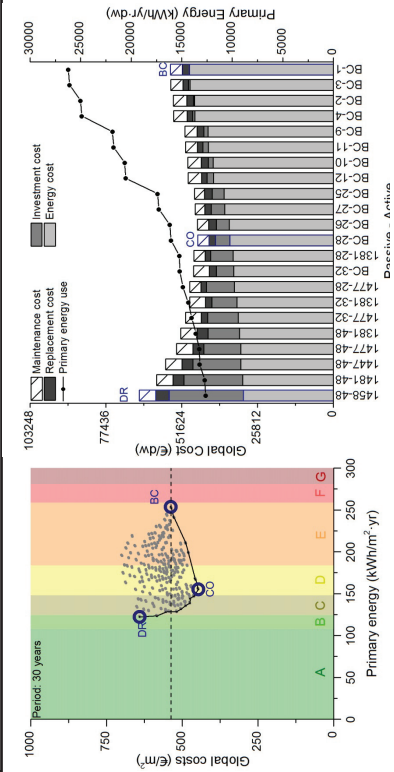 Global costs (€/m²)
1000
750
500
250
0
Period: 30 years
DR
BC
CO
A
B
C
D
E
F
G
0
50
100
150
200
250
300
Primary energy (kWh/m²·yr)
Global Cost (€/dw)
103248
77436
51624
25812
0
Maintenance cost
Replacement cost
Primary energy use
Investment cost
Energy cost
DR
CO
BC
1458-48
1481-48
1447-48
1477-48
1381-48
1477-32
1381-32
1477-28
BC-32
1381-28
BC-28
BC-26
BC-27
BC-25
BC-12
BC-10
BC-11
BC-9
BC-4
BC-2
BC-3
BC-1
Passive - Active
30000
25000
20000
15000
10000
5000
Primary Energy (kWh/yr·dw)